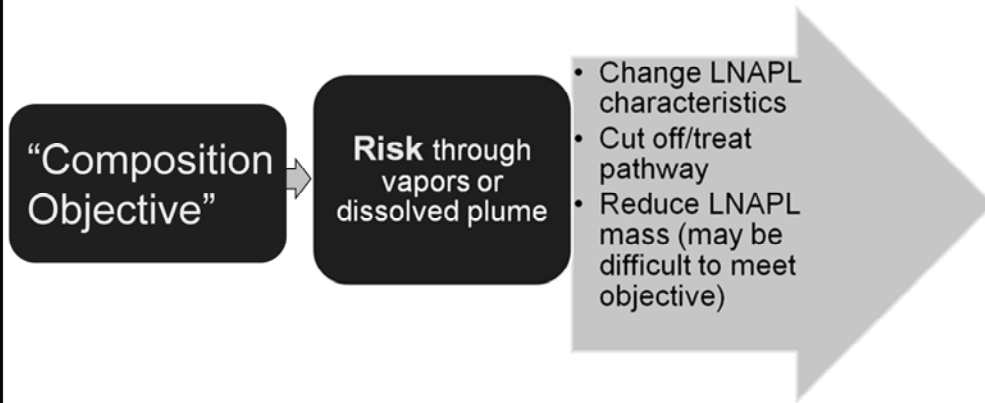 “Composition
Objective”
Risk through
vapors or
dissolved plume
• Change LNAPL
characteristics
• Cut off/treat
pathway
• Reduce LNAPL
mass (may be
difficult to meet
objective)